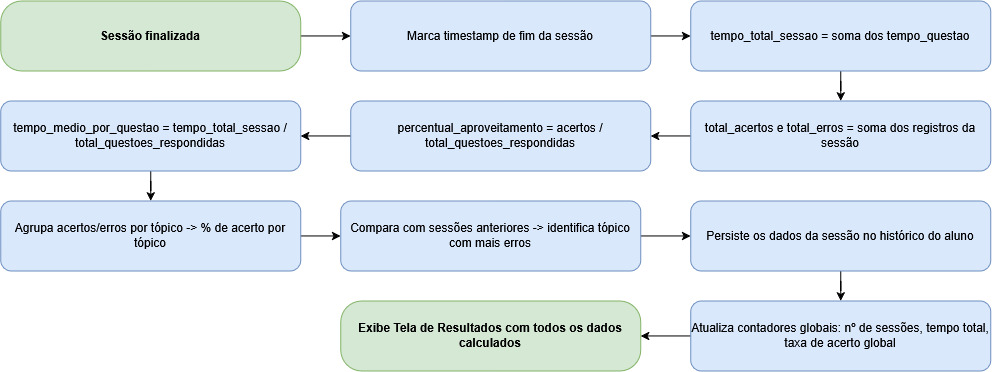 Sessão finalizada
Marca timestamp de fim da sessão
tempo_total_sessao = soma dos tempo_questao
total_acertos e total_erros = soma dos registros da
sessão
percentual_aproveitamento = acertos /
total_questoes_respondidas
tempo_medio_por_questao = tempo_total_sessao /
total_questoes_respondidas
Agrupa acertos/erros por tópico -> % de acerto por
tópico
Compara com sessões anteriores -> identifica tópico
com mais erros
Persiste os dados da sessão no histórico do aluno
Atualiza contadores globais: nº de sessões, tempo total,
taxa de acerto global
Exibe Tela de Resultados com todos os dados
calculados